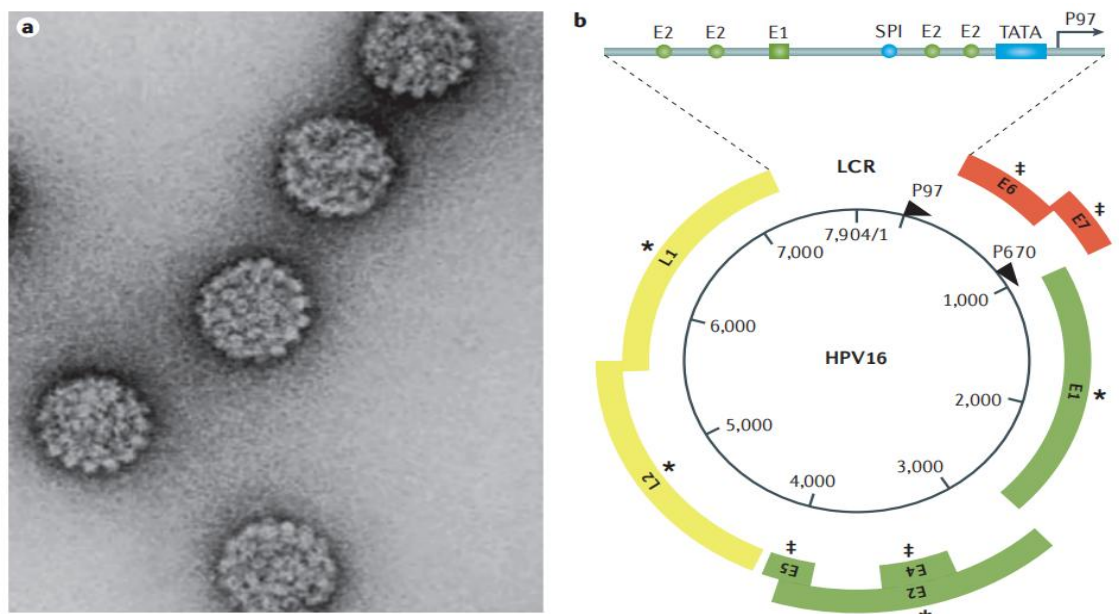 a
b
P97
E2 E2 E1 SPI E2 E2 TATA
LCR
P97
‡
E6
‡
E7
P670
7,904/1
7,000
1,000
* L1
6,000
HPV16
E1 *
2,000
5,000
3,000
4,000
* L2
‡
E5
‡
E4
E2
*